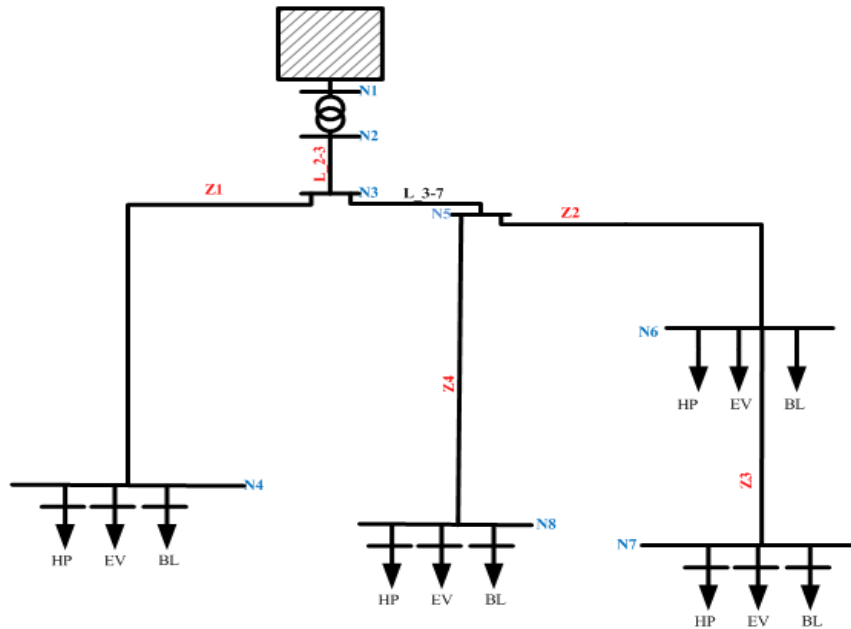 N1
N2
L_2-3
Z1
N3
L_3-7
N5
Z2
N6
HP EV BL
Z4
Z3
N4
HP EV BL
N8
HP EV BL
N7
HP EV BL